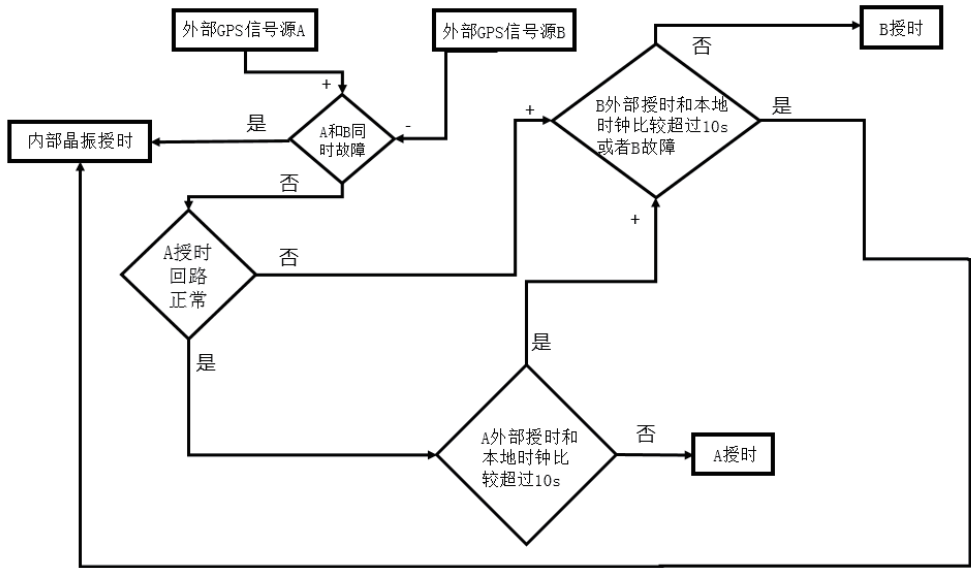 外部GPS信号源A
外部GPS信号源B
B授时
否
+
B外部授时和本地
时钟比较超过10s
或者B故障
是
+
-
A和B同
时故障
是
内部晶振授时
否
A授时
回路
正常
否
+
是
是
A外部授时和
本地时钟比
较超过10s
否
A授时